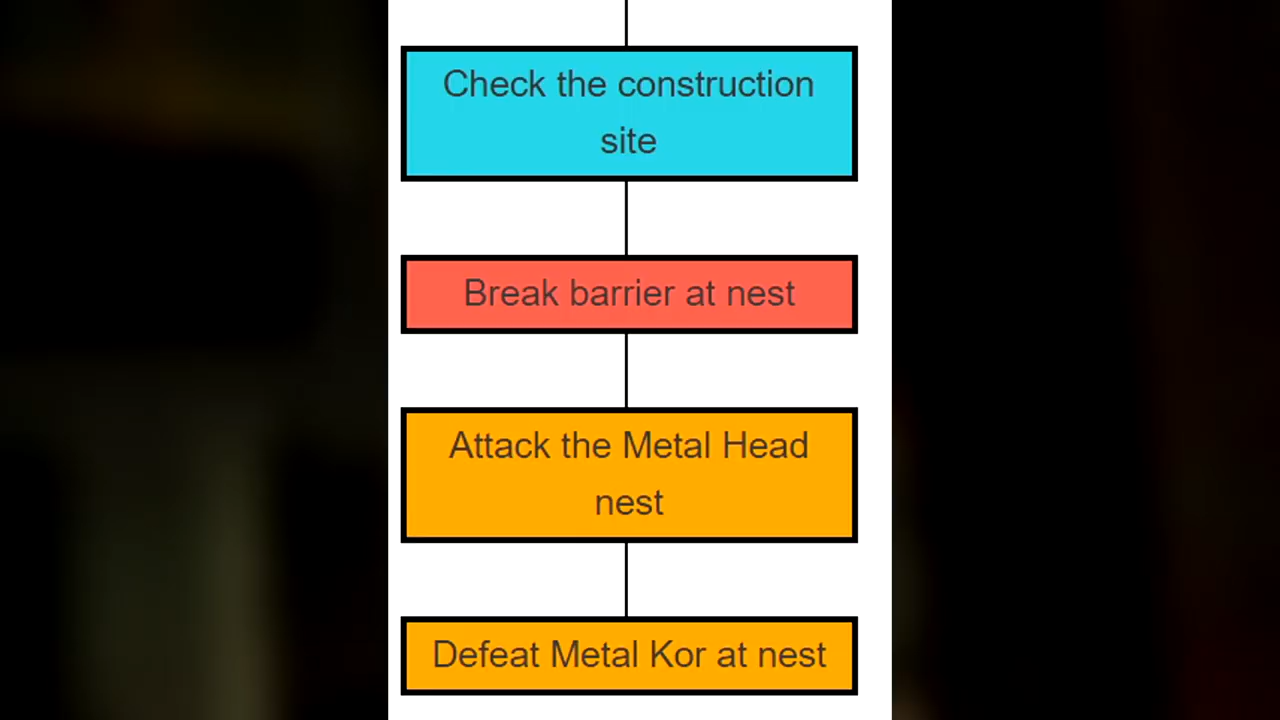 Check the construction
site
Break barrier at nest
Attack the Metal Head
nest
Defeat Metal Kor at nest